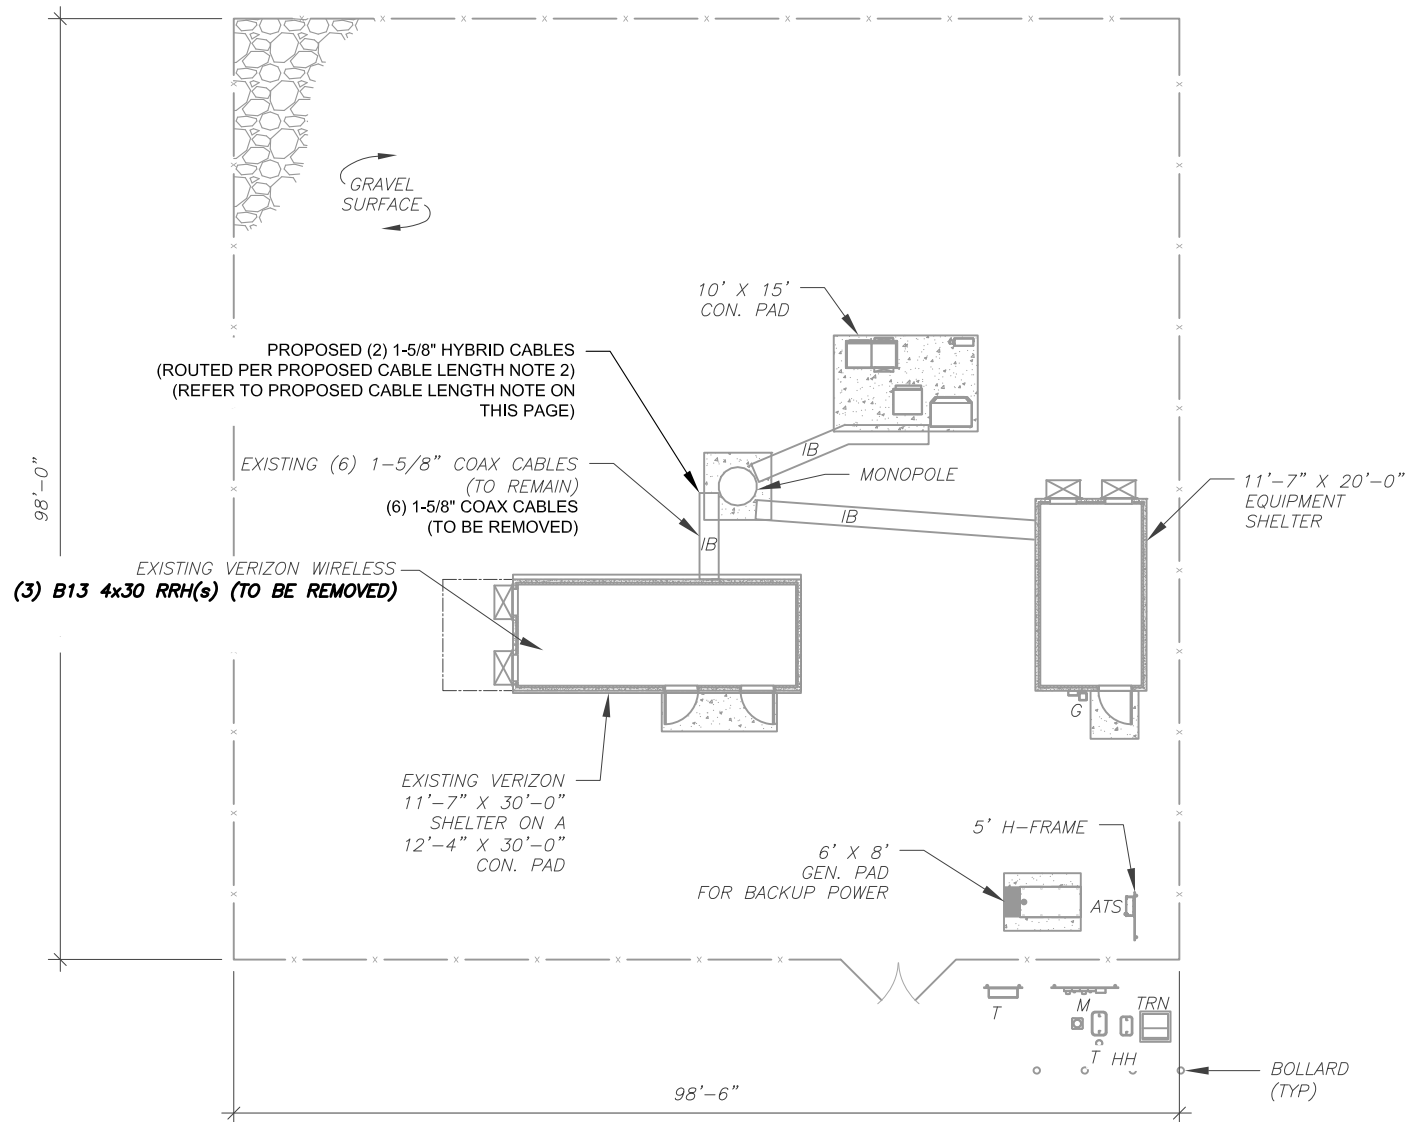 GRAVEL
SURFACE
98'-0"
10' X 15'
CON. PAD
PROPOSED (2) 1-5/8" HYBRID CABLES
(ROUTED PER PROPOSED CABLE LENGTH NOTE 2)
(REFER TO PROPOSED CABLE LENGTH NOTE ON
THIS PAGE)
IB
EXISTING (6) 1-5/8" COAX CABLES
(TO REMAIN)
(6) 1-5/8" COAX CABLES
(TO BE REMOVED)
MONOPOLE
11'-7" X 20'-0"
EQUIPMENT
SHELTER
IB
IB
EXISTING VERIZON WIRELESS
(3) B13 4x30 RRH(s) (TO BE REMOVED)
G
EXISTING VERIZON
11'-7" X 30'-0"
SHELTER ON A
12'-4" X 30'-0"
CON. PAD
5' H-FRAME
6' X 8'
GEN. PAD
FOR BACKUP POWER
ATS
T
M
TRN
T
HH
BOLLARD
(TYP)
98'-6"